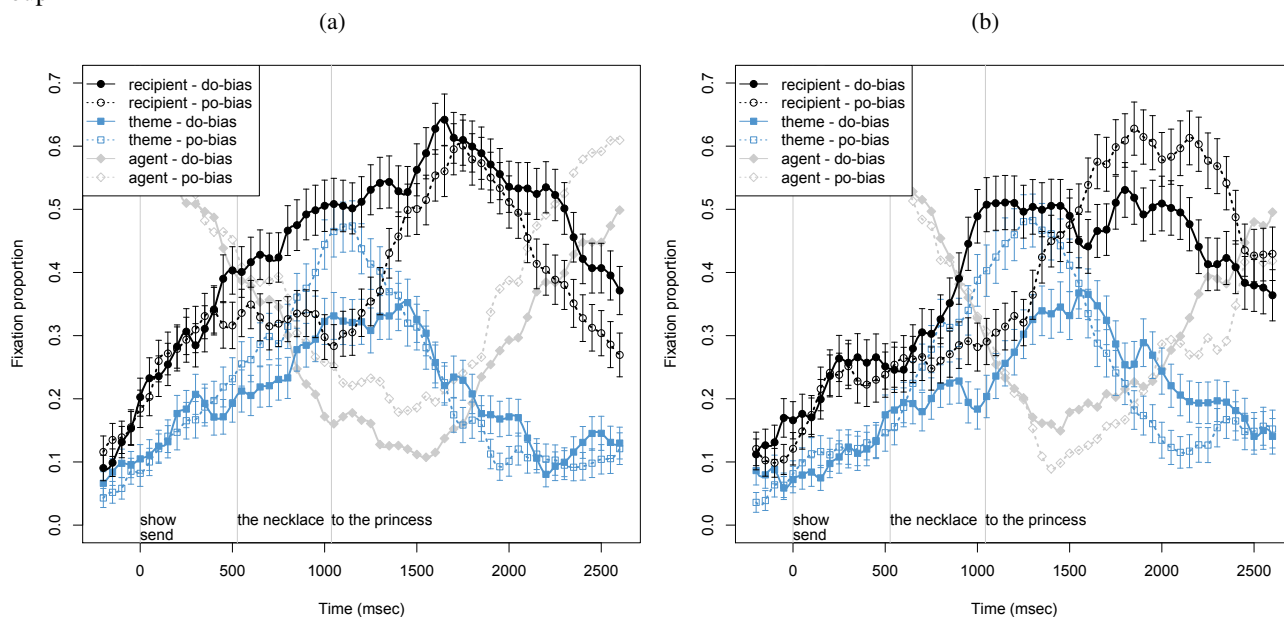 (a)
(b)
recipient - do-bias
recipient - po-bias
theme - do-bias
theme - po-bias
agent - do-bias
agent - po-bias
Fixation proportion
0.0
0.1
0.2
0.3
0.4
0.5
0.6
0.7
show
send
the necklace
to the princess
0
500
1000
1500
2000
2500
Time (msec)
recipient - do-bias
recipient - po-bias
theme - do-bias
theme - po-bias
agent - do-bias
agent - po-bias
Fixation proportion
0.0
0.1
0.2
0.3
0.4
0.5
0.6
0.7
show
send
the necklace
to the princess
0
500
1000
1500
2000
2500
Time (msec)